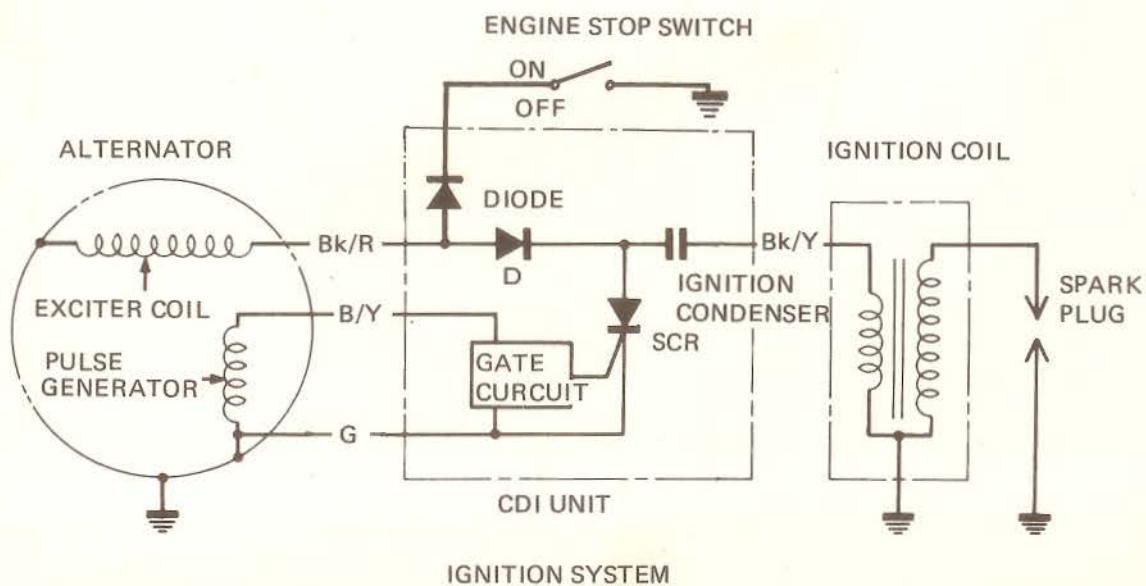 ENGINE STOP SWITCH
ON
OFF
ALTERNATOR
IGNITION COIL
DIODE
Bk/R
Bk/Y
D
EXCITER COIL
IGNITION
CONDENSER
SPARK
PLUG
B/Y
SCR
PULSE
GENERATOR
GATE
CURCUIT
G
CDI UNIT
IGNITION SYSTEM